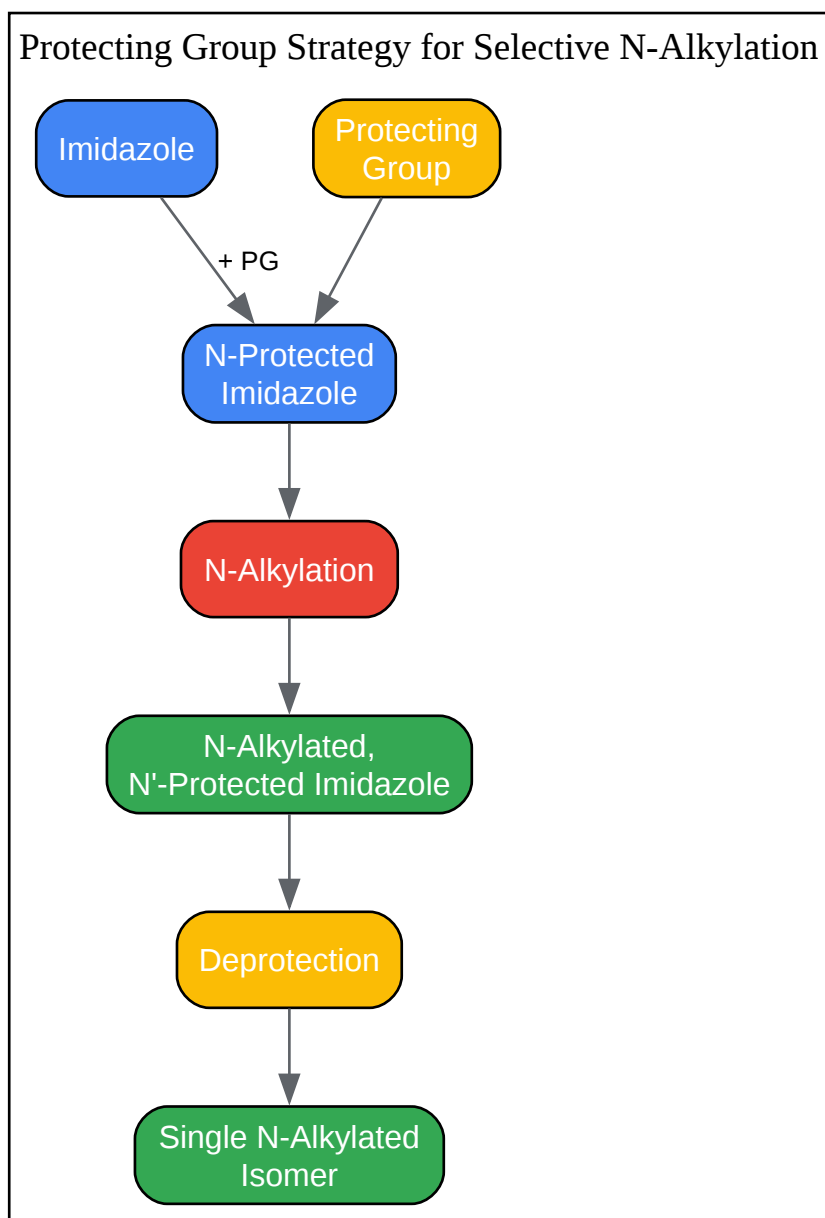 Protecting Group Strategy for Selective N-Alkylation
Imidazole
Protecting
Group
+ PG
N-Protected
Imidazole
N-Alkylation
N-Alkylated,
N'-Protected Imidazole
Deprotection
Single N-Alkylated
Isomer